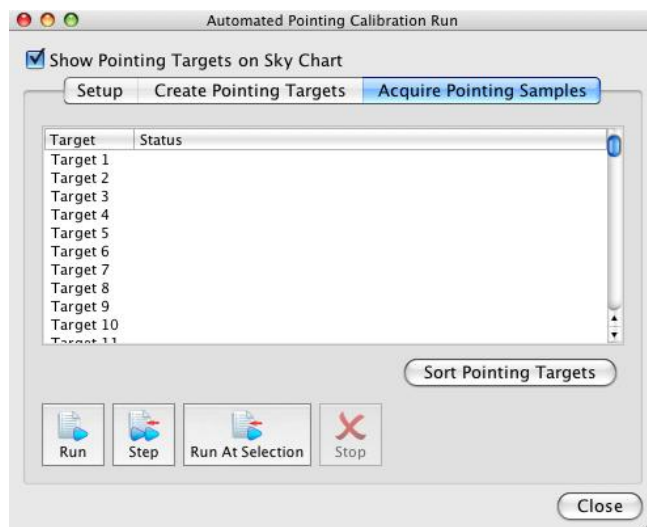 Automated Pointing Calibration Run
Show Pointing Targets on Sky Chart
Setup Create Pointing Targets Acquire Pointing Samples
Target Status
Target 1
Target 2
Target 3
Target 4
Target 5
Target 6
Target 7
Target 8
Target 9
Target 10
Target 11
Sort Pointing Targets
Run Step Run At Selection Stop
Close